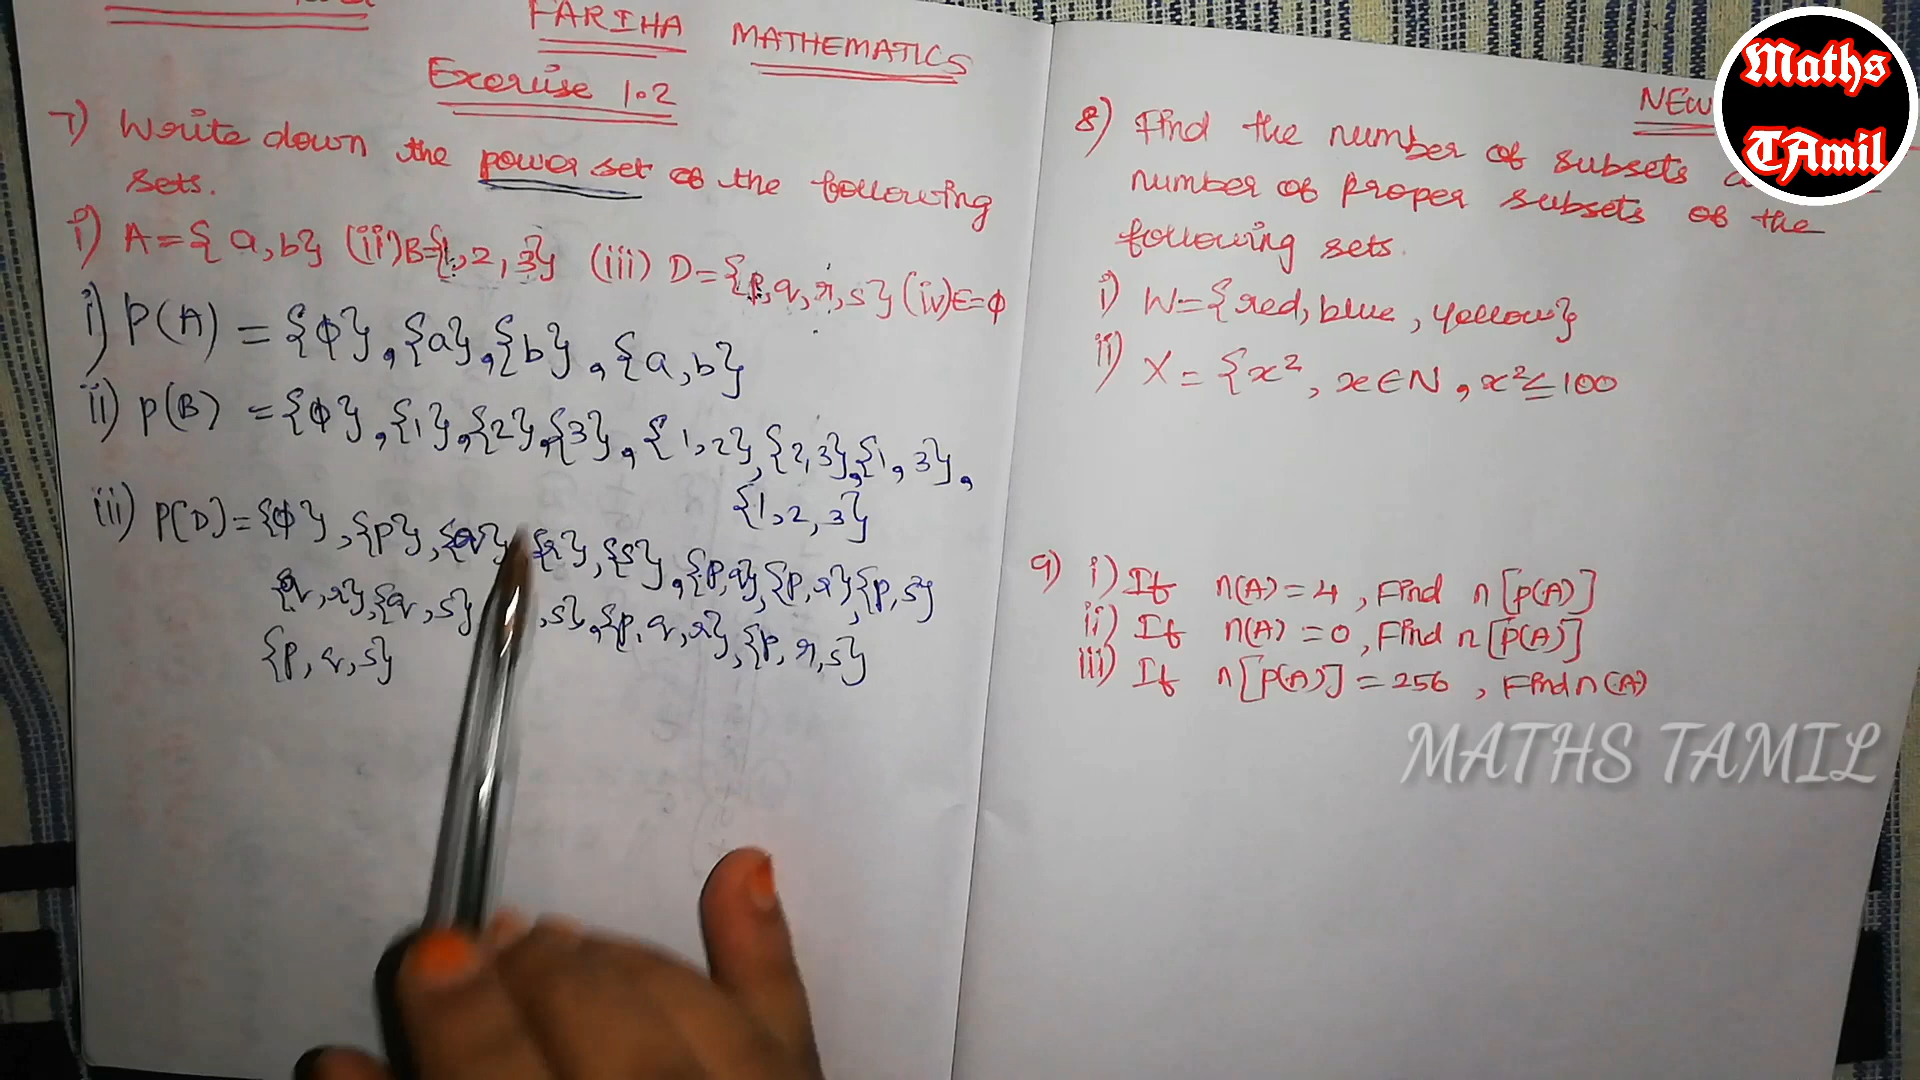 FARIHA MATHEMATICS
Exercise 1.2
7) Write down the power set of the following
sets.
i) A={a,b} (ii)B={1,2,3} (iii) D={p,q,r,s} (iv)E=ϕ
i) P(A) = {ϕ},{a},{b},{a,b}
ii) P(B) = {ϕ},{1},{2},{3},{1,2},{2,3},{1,3},
{1,2,3}
iii) P[D]={ϕ},{p},{q},{r},{s},{p,q},{p,r},{p,s}
{q,r},{q,s} ,s},{p,q,r},{p,r,s}
{p,q,s}
NEW
8) Find the number of subsets
number of proper subsets of the
following sets.
i) W={red,blue,yellow}
ii) X={x², x∈N, x²≤100
9) i) If n(A)=4, Find n[P(A)]
ii) If n(A)=0, Find n[P(A)]
iii) If n[P(A)]=256, Find n(A)
Maths
TAmil
MATHS TAMIL